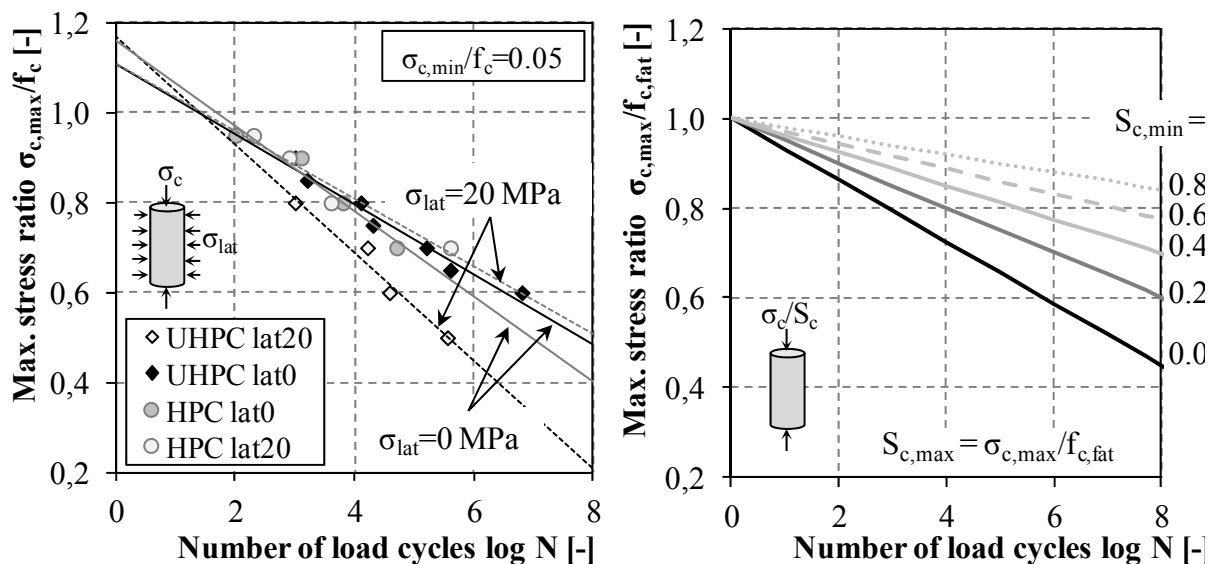 Max. stress ratio σc,max/fc [-]
1,2
1,0
0,8
0,6
0,4
0,2
σc,min/fc=0.05
σc
σlat
σlat=20 MPa
σlat=0 MPa
UHPC lat20
UHPC lat0
HPC lat0
HPC lat20
0
2
4
6
8
Number of load cycles log N [-]
Max. stress ratio σc,max/fc,fat [-]
1,2
1,0
0,8
0,6
0,4
0,2
Sc,min =
0.8
0.6
0.4
0.2
0.0
σc/Sc
Sc,max = σc,max/fc,fat
0
2
4
6
8
Number of load cycles log N [-]